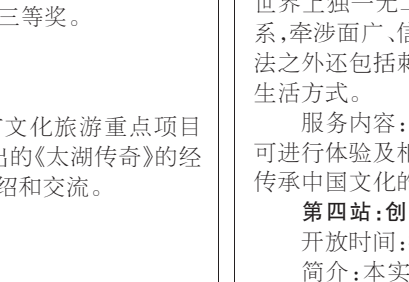 三等奖。
文化旅游重点项目
出的《太湖传奇》的经
绍和交流。
世界上独一无二
系,牵涉面广、信
法之外还包括刺
生活方式。
服务内容:
可进行体验及相
传承中国文化的
第四站:创
开放时间:
简介:本实